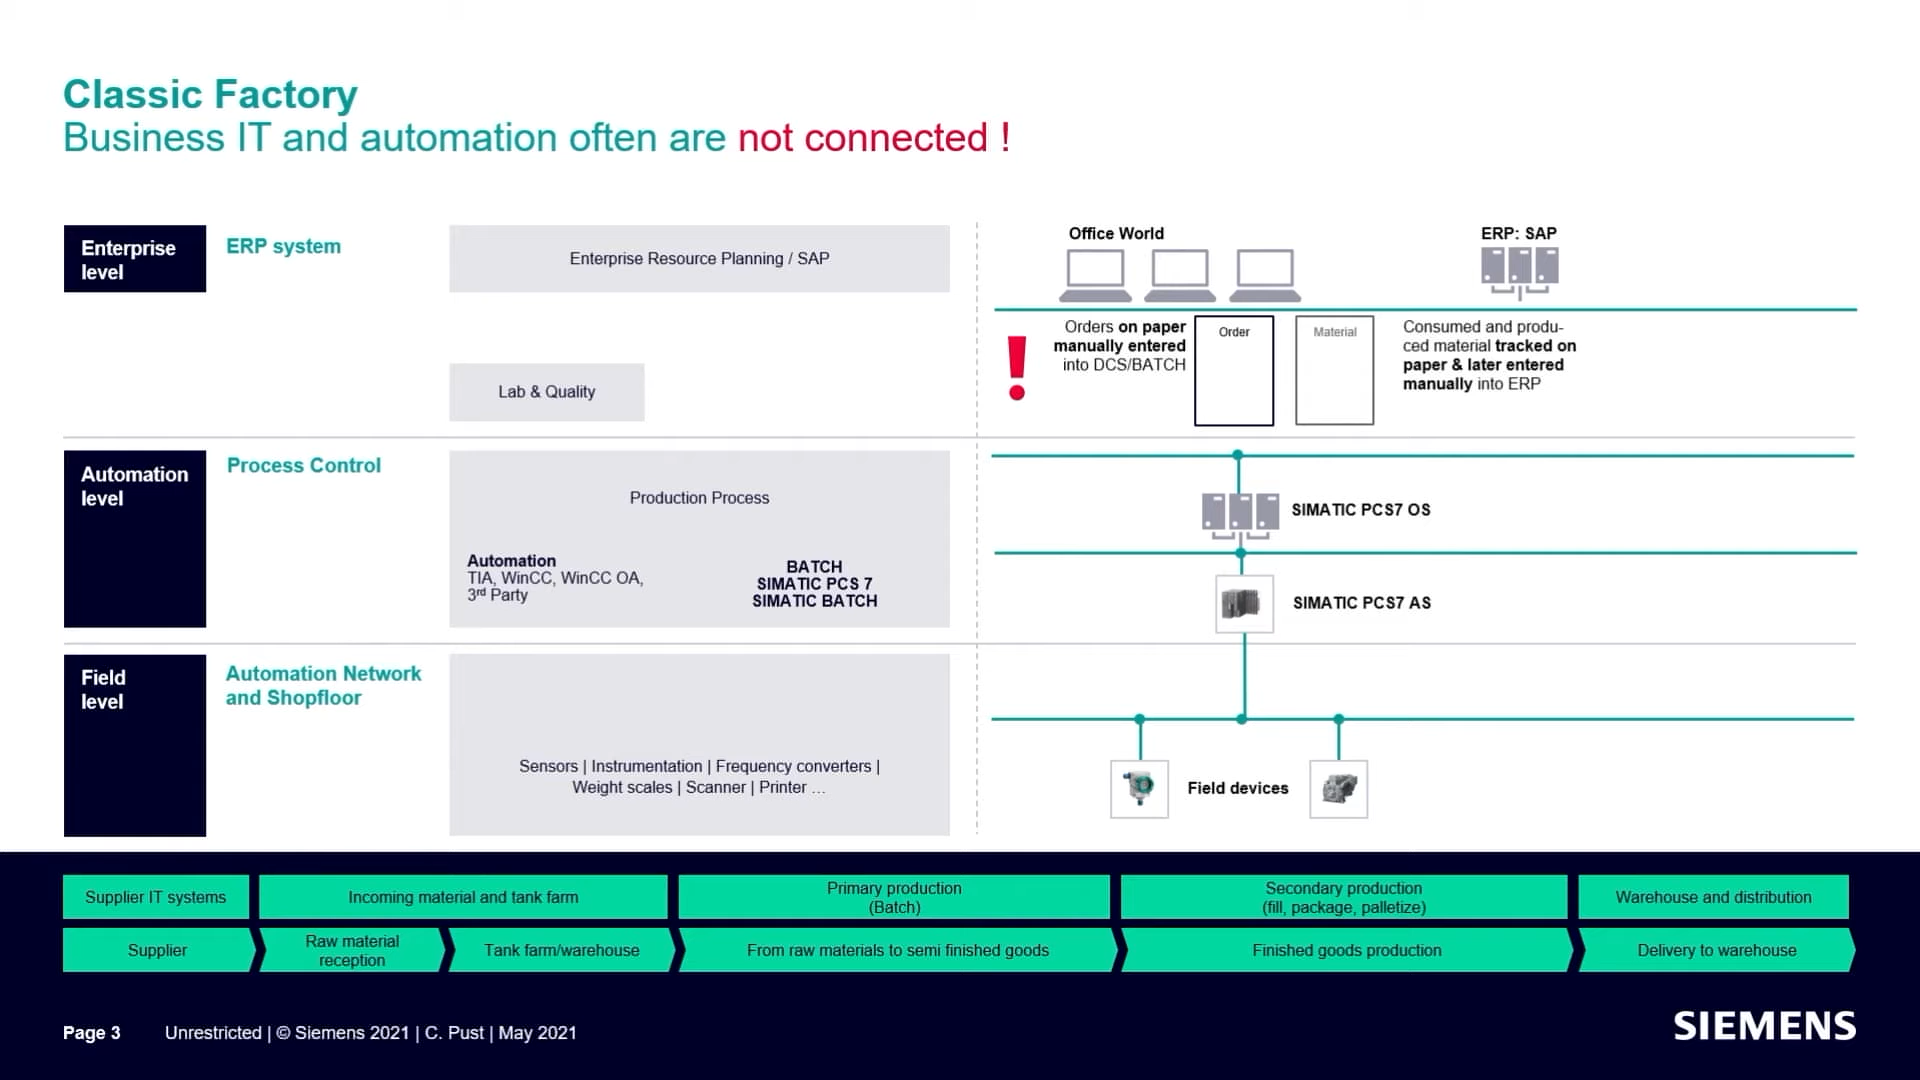 Classic Factory
Business IT and automation often are not connected !
Enterprise
level
ERP system
Enterprise Resource Planning / SAP
Lab & Quality
Office World
ERP: SAP
Orders on paper
manually entered
into DCS/BATCH
Order
Material
Consumed and produ-
ced material tracked on
paper & later entered
manually into ERP
Automation
level
Process Control
Production Process
Automation
TIA, WinCC, WinCC OA,
3rd Party
BATCH
SIMATIC PCS 7
SIMATIC BATCH
SIMATIC PCS7 OS
SIMATIC PCS7 AS
Field
level
Automation Network
and Shopfloor
Sensors | Instrumentation | Frequency converters |
Weight scales | Scanner | Printer ...
Field devices
Supplier IT systems
Incoming material and tank farm
Primary production
(Batch)
Secondary production
(fill, package, palletize)
Warehouse and distribution
Supplier
Raw material
reception
Tank farm/warehouse
From raw materials to semi finished goods
Finished goods production
Delivery to warehouse
Page 3
Unrestricted | © Siemens 2021 | C. Pust | May 2021
SIEMENS